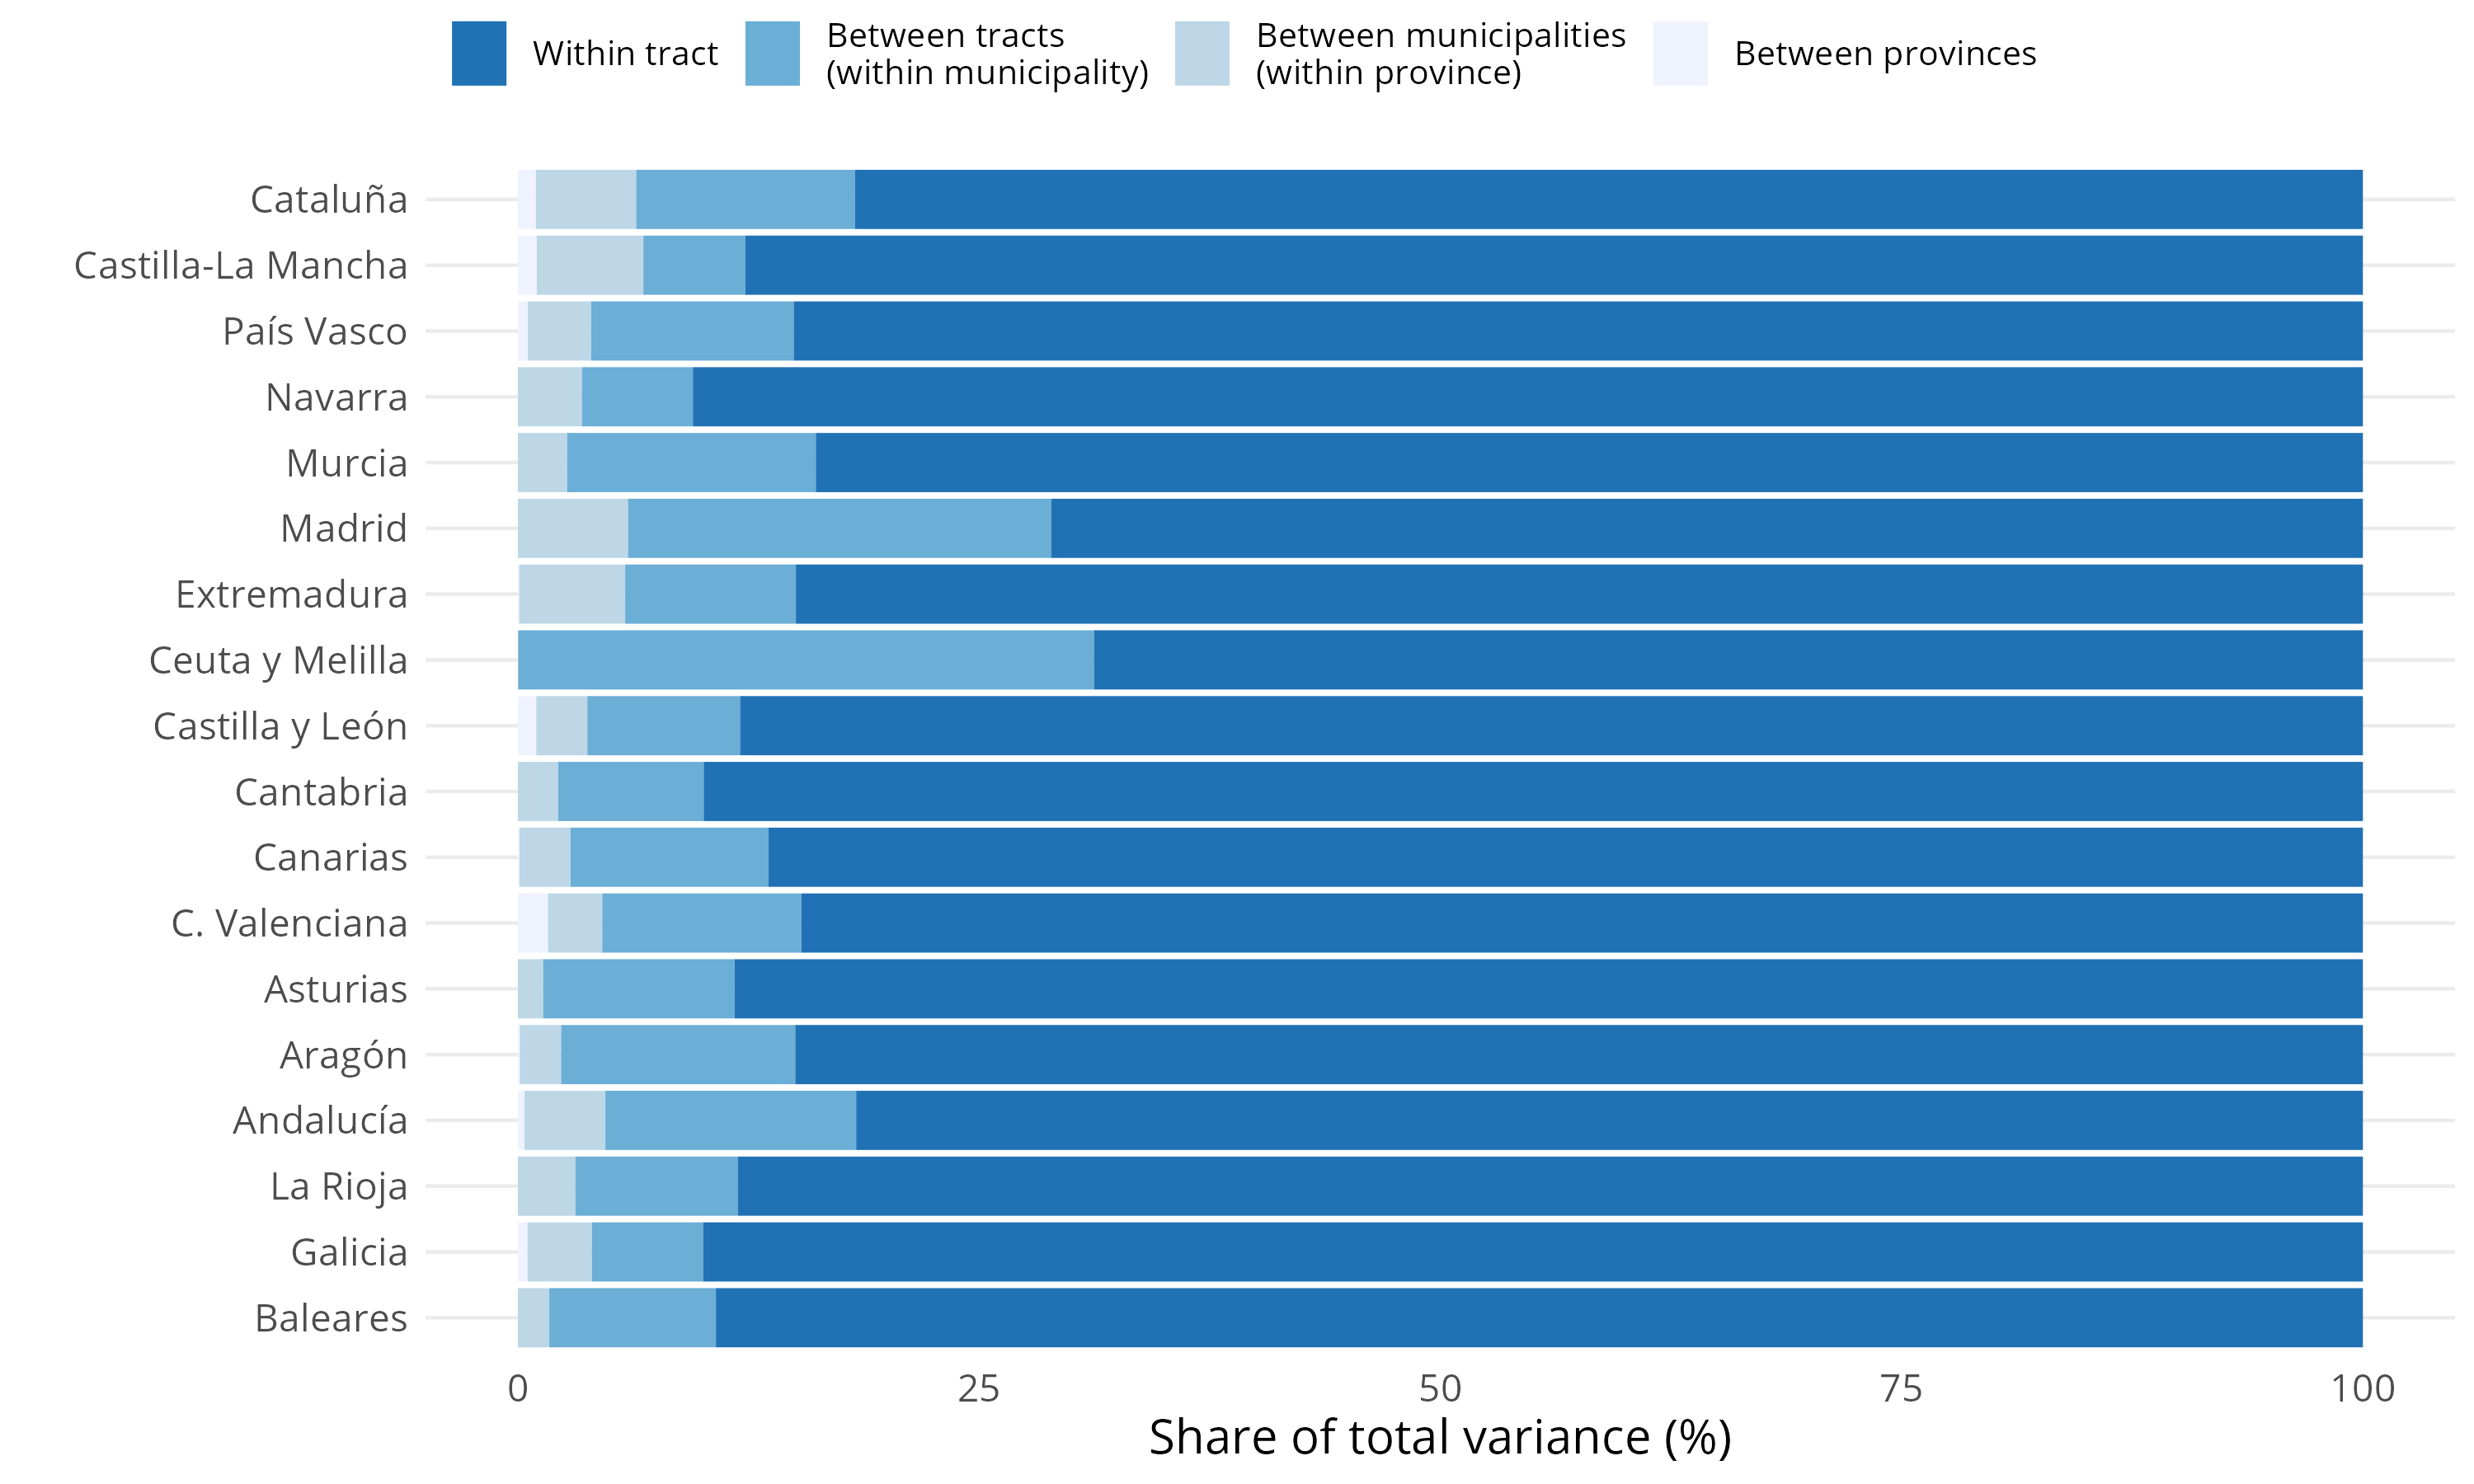 Within tract
Between tracts
(within municipality)
Between municipalities
(within province)
Between provinces
Cataluña
Castilla-La Mancha
País Vasco
Navarra
Murcia
Madrid
Extremadura
Ceuta y Melilla
Castilla y León
Cantabria
Canarias
C. Valenciana
Asturias
Aragón
Andalucía
La Rioja
Galicia
Baleares
0 25 50 75 100
Share of total variance (%)